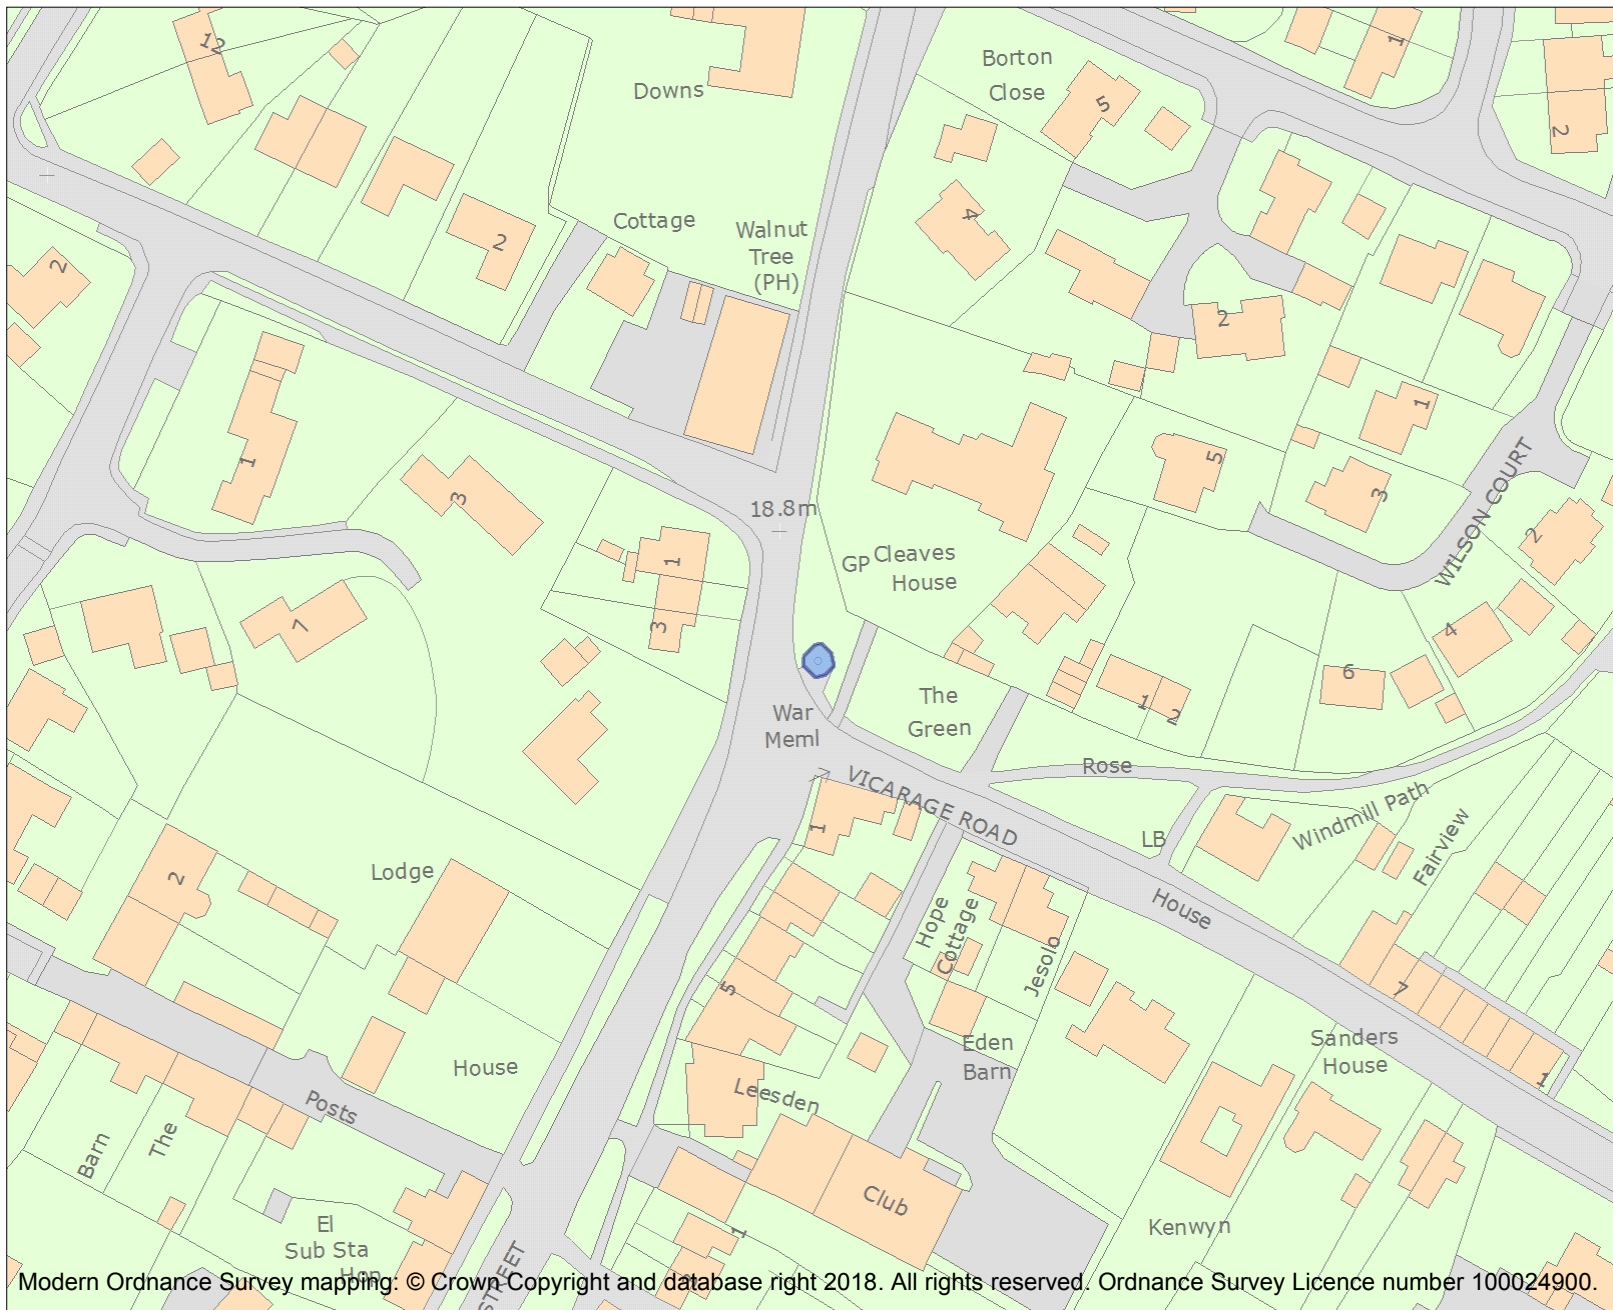 12
Downs
Borton
Close
5
1
2
4
Cottage
Walnut
Tree
(PH)
2
2
2
1
1
3
5
3
WILSON COURT
2
18.8m
GP
Cleaves
House
1
3
7
4
6
1
2
The
Green
War
Meml
Rose
VICARAGE ROAD
1
LB
Windmill Path
Fairview
House
Lodge
2
Hope
Cottage
Jesolo
5
7
Eden
Barn
Sanders
House
1
House
Leesden
Posts
Barn
The
Club
1
El
Sub Sta
Hop
Kenwyn
STREET
Modern Ordnance Survey mapping: © Crown Copyright and database right 2018. All rights reserved. Ordnance Survey Licence number 100024900.